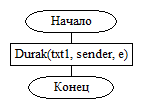 Начало
Durak(txt1, sender, e)
Конец